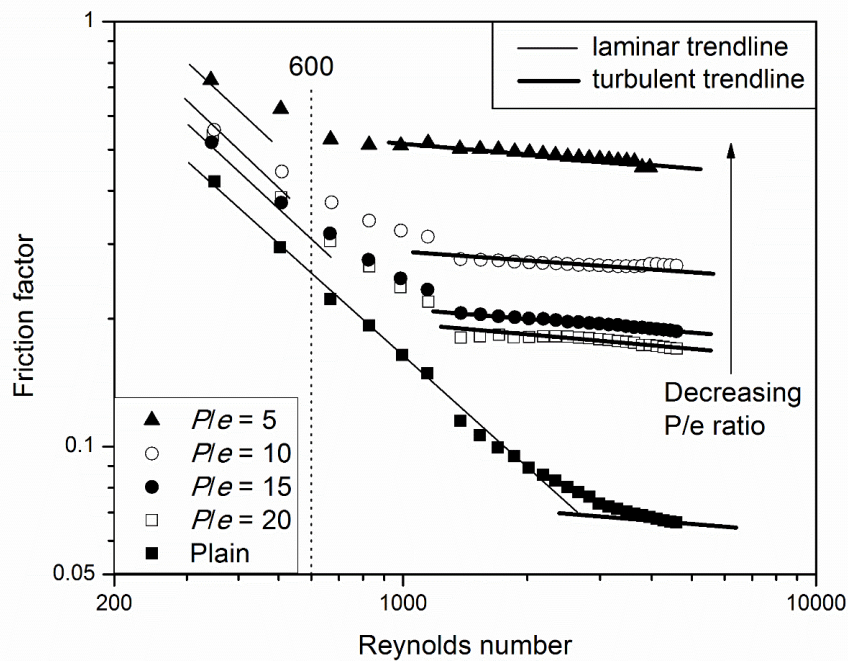 1
laminar trendline
turbulent trendline
600
Friction factor
Decreasing
P/e ratio
P/e = 5
P/e = 10
P/e = 15
P/e = 20
Plain
0.1
0.05
200
1000
10000
Reynolds number